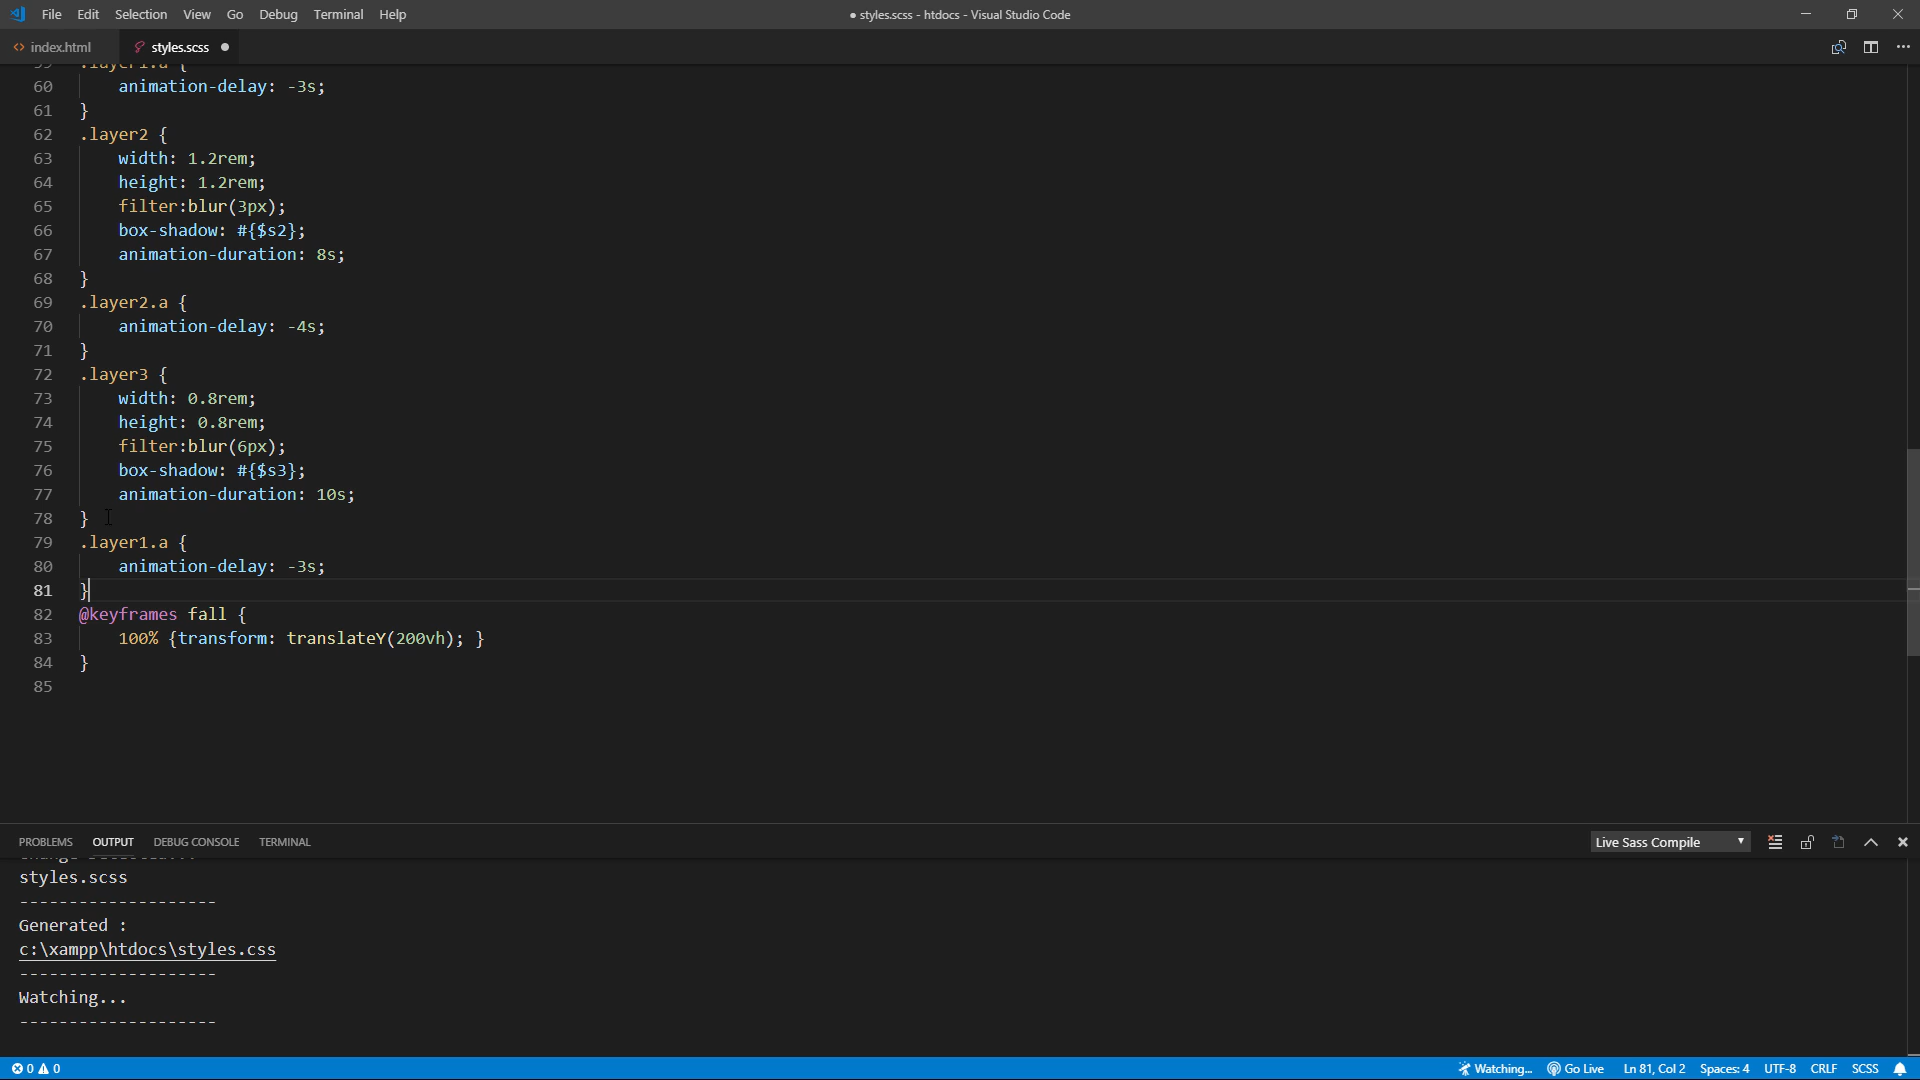 File Edit Selection View Go Debug Terminal Help
● styles.scss - htdocs - Visual Studio Code
<> index.html
styles.scss ●
60 animation-delay: -3s;
61 }
62 .layer2 {
63 width: 1.2rem;
64 height: 1.2rem;
65 filter:blur(3px);
66 box-shadow: #{$s2};
67 animation-duration: 8s;
68 }
69 .layer2.a {
70 animation-delay: -4s;
71 }
72 .layer3 {
73 width: 0.8rem;
74 height: 0.8rem;
75 filter:blur(6px);
76 box-shadow: #{$s3};
77 animation-duration: 10s;
78 }
79 .layer1.a {
80 animation-delay: -3s;
81 }
82 @keyframes fall {
83 100% {transform: translateY(200vh); }
84 }
85
PROBLEMS OUTPUT DEBUG CONSOLE TERMINAL
Live Sass Compile
styles.scss
--------------------
Generated :
c:\xampp\htdocs\styles.css
--------------------
Watching...
--------------------
0 0
Watching... Go Live Ln 81, Col 2 Spaces: 4 UTF-8 CRLF SCSS